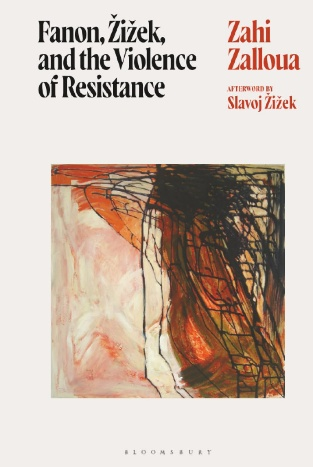 Fanon, Žižek,
and the Violence
of Resistance
Zahi
Zalloua
AFTERWORD BY
Slavoj Žižek
BLOOMSBURY